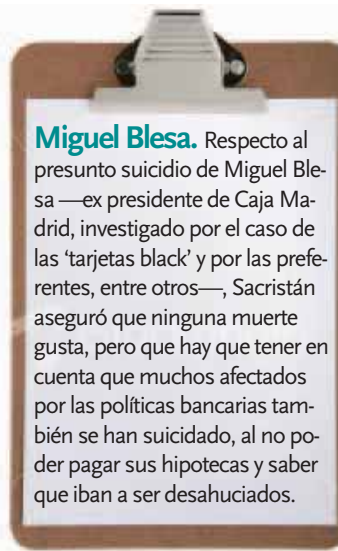 Miguel Blesa. Respecto al
presunto suicidio de Miguel Ble-
sa —ex presidente de Caja Ma-
drid, investigado por el caso de
las ‘tarjetas black’ y por las prefe-
rentes, entre otros—, Sacristán
aseguró que ninguna muerte
gusta, pero que hay que tener en
cuenta que muchos afectados
por las políticas bancarias tam-
bién se han suicidado, al no po-
der pagar sus hipotecas y saber
que iban a ser desahuciados.